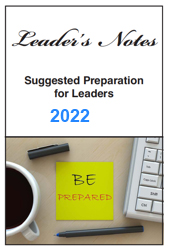 Leader's Notes
Suggested Preparation
for Leaders
2022
BE
PREPARED